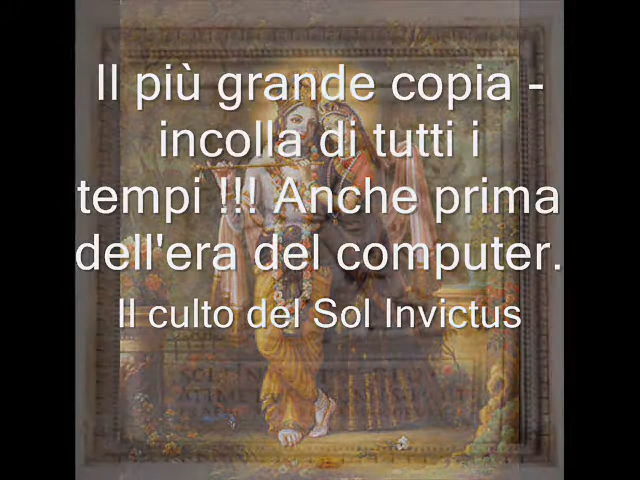 Il più grande copia -
incolla di tutti i
tempi !!! Anche prima
dell'era del computer.
Il culto del Sol Invictus